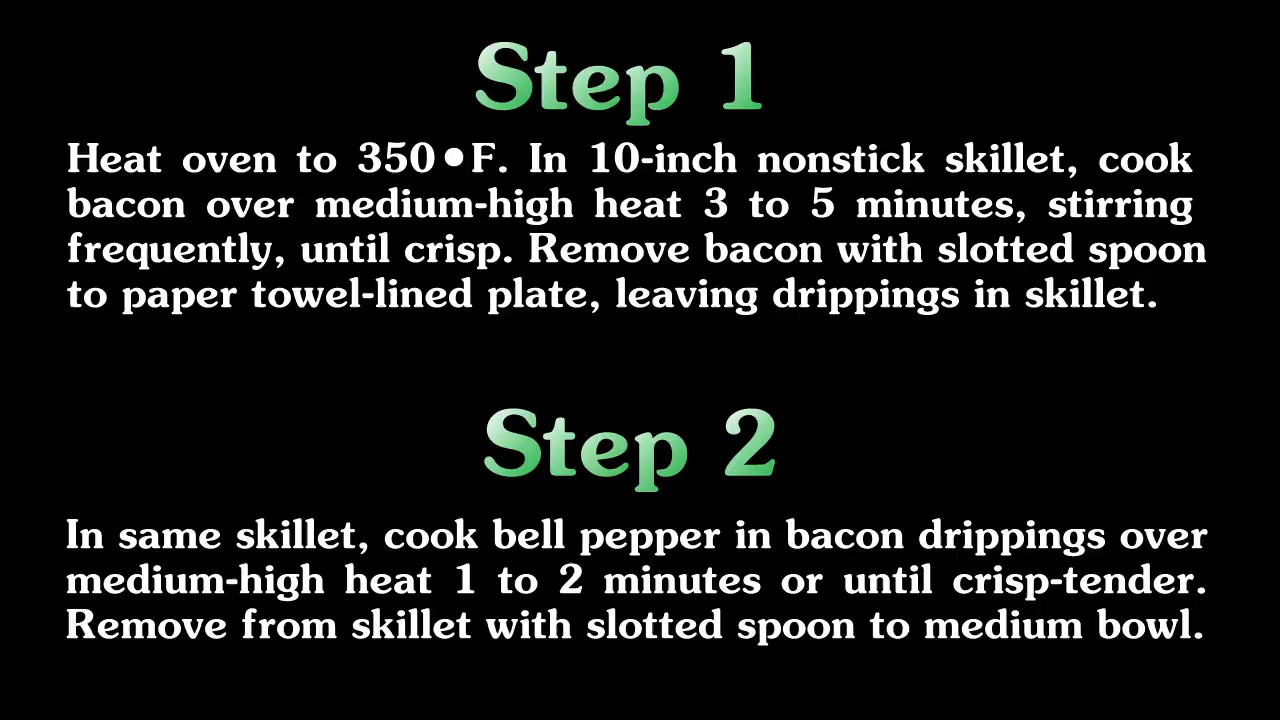 Step 1
Heat oven to 350•F. In 10-inch nonstick skillet, cook
bacon over medium-high heat 3 to 5 minutes, stirring
frequently, until crisp. Remove bacon with slotted spoon
to paper towel-lined plate, leaving drippings in skillet.
Step 2
In same skillet, cook bell pepper in bacon drippings over
medium-high heat 1 to 2 minutes or until crisp-tender.
Remove from skillet with slotted spoon to medium bowl.